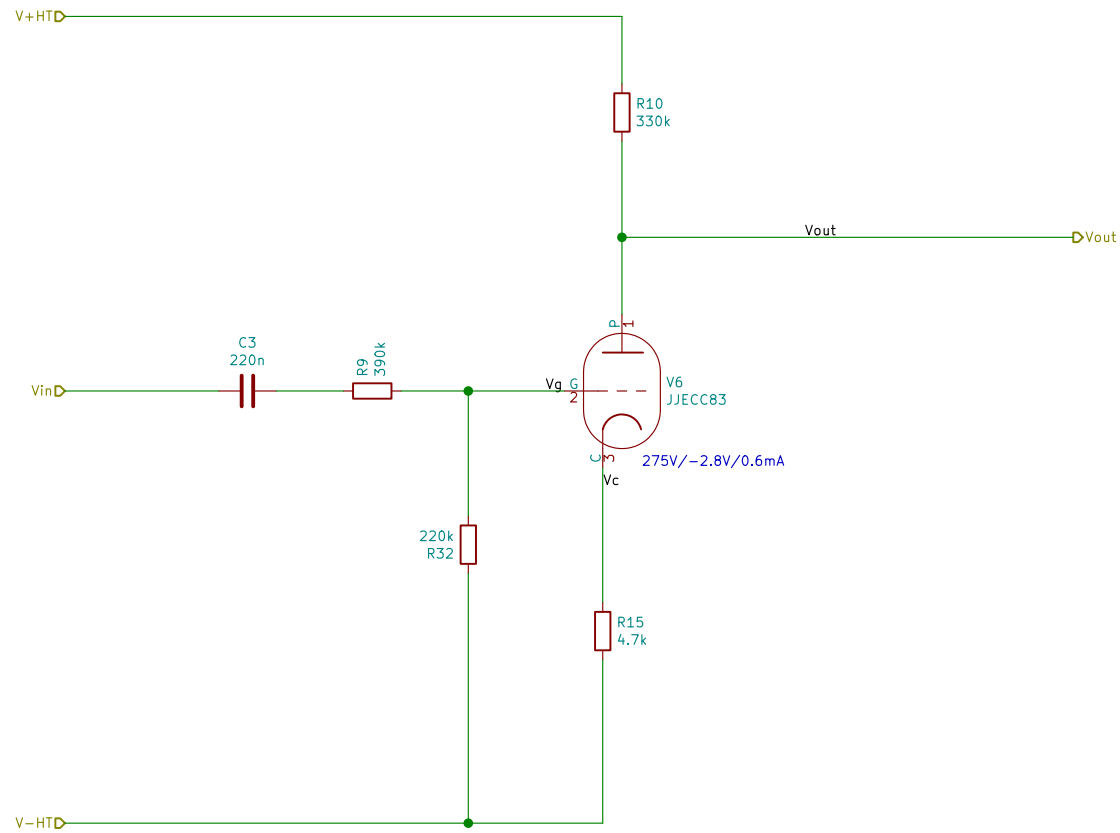 V+HT
R10
330k
Vout
Vout
P
1
C3
220n
R9
390k
Vin
Vg
G
2
V6
JJECC83
C
3
275V/-2.8V/0.6mA
Vc
220k
R32
R15
4.7k
V-HT